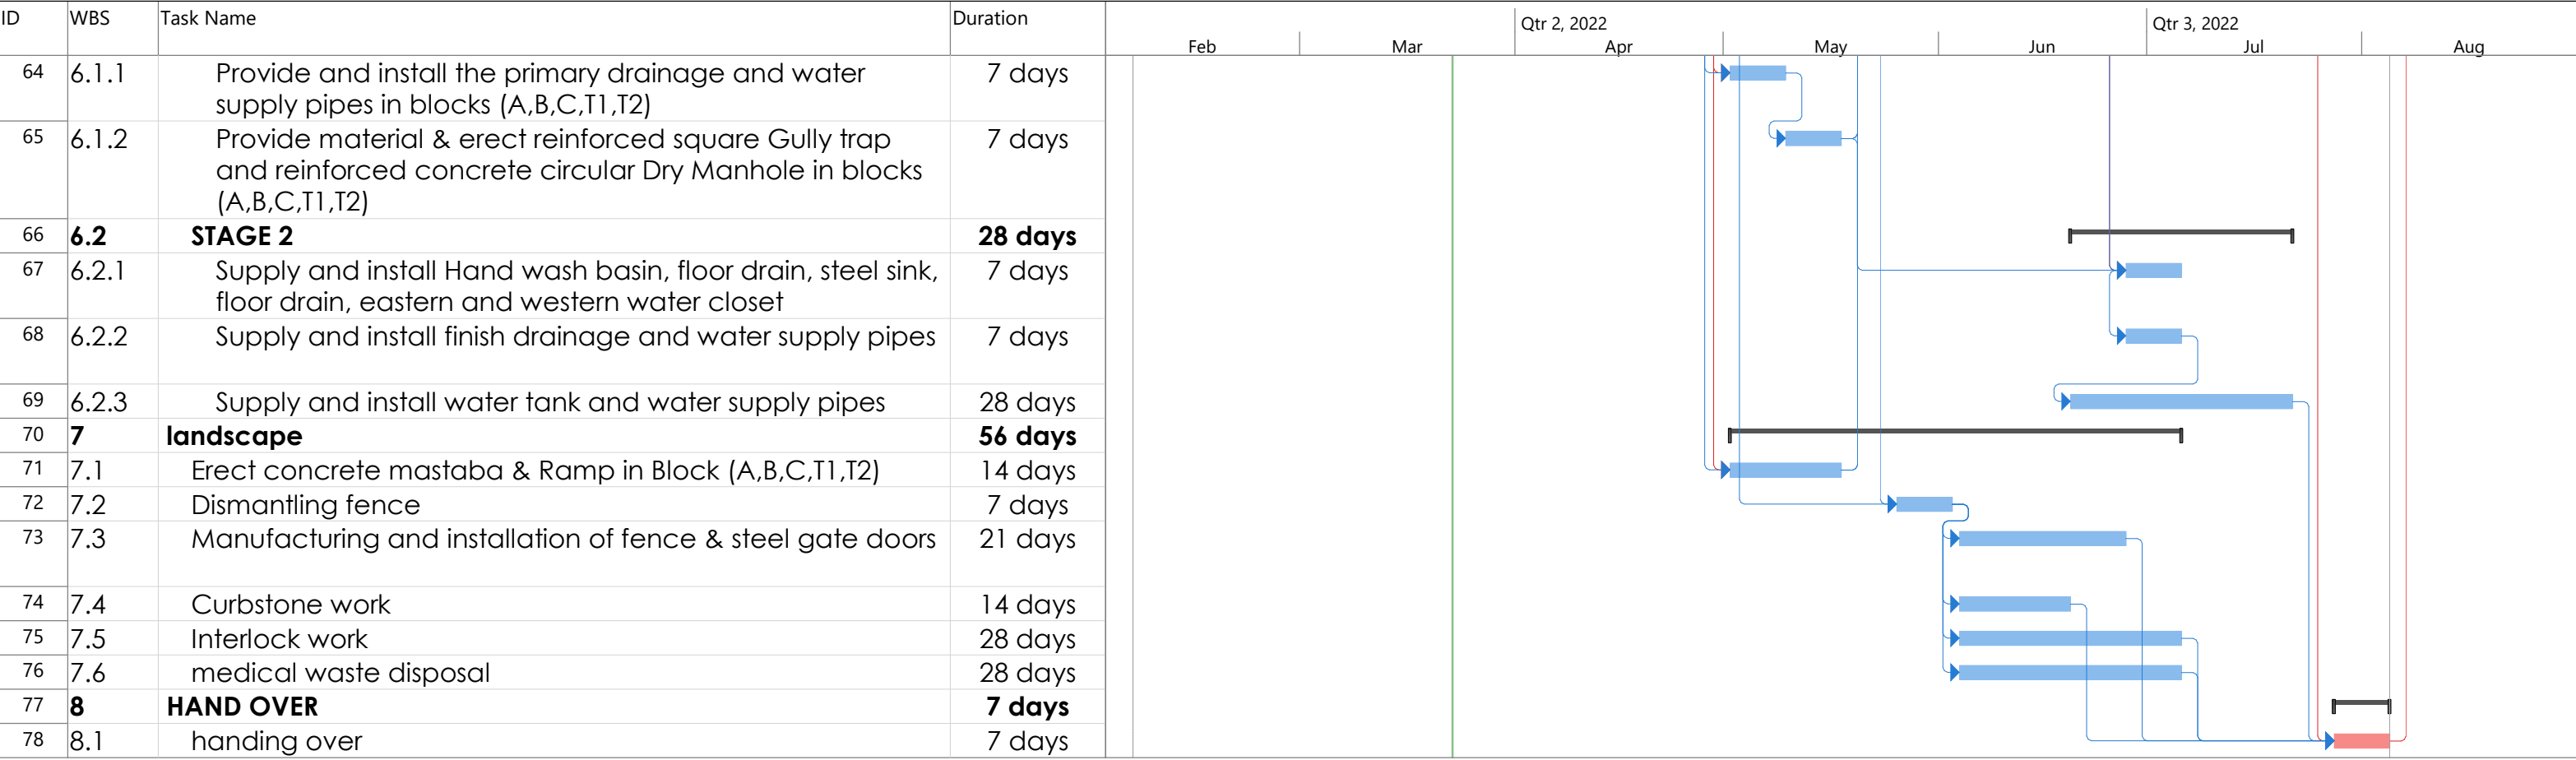 ID WBS Task Name Duration Qtr 2, 2022 Qtr 3, 2022
Feb Mar Apr May Jun Jul Aug
64 6.1.1 Provide and install the primary drainage and water 7 days
supply pipes in blocks (A,B,C,T1,T2)
65 6.1.2 Provide material & erect reinforced square Gully trap 7 days
and reinforced concrete circular Dry Manhole in blocks
(A,B,C,T1,T2)
66 6.2 STAGE 2 28 days
67 6.2.1 Supply and install Hand wash basin, floor drain, steel sink, 7 days
floor drain, eastern and western water closet
68 6.2.2 Supply and install finish drainage and water supply pipes 7 days
69 6.2.3 Supply and install water tank and water supply pipes 28 days
70 7 landscape 56 days
71 7.1 Erect concrete mastaba & Ramp in Block (A,B,C,T1,T2) 14 days
72 7.2 Dismantling fence 7 days
73 7.3 Manufacturing and installation of fence & steel gate doors 21 days
74 7.4 Curbstone work 14 days
75 7.5 Interlock work 28 days
76 7.6 medical waste disposal 28 days
77 8 HAND OVER 7 days
78 8.1 handing over 7 days